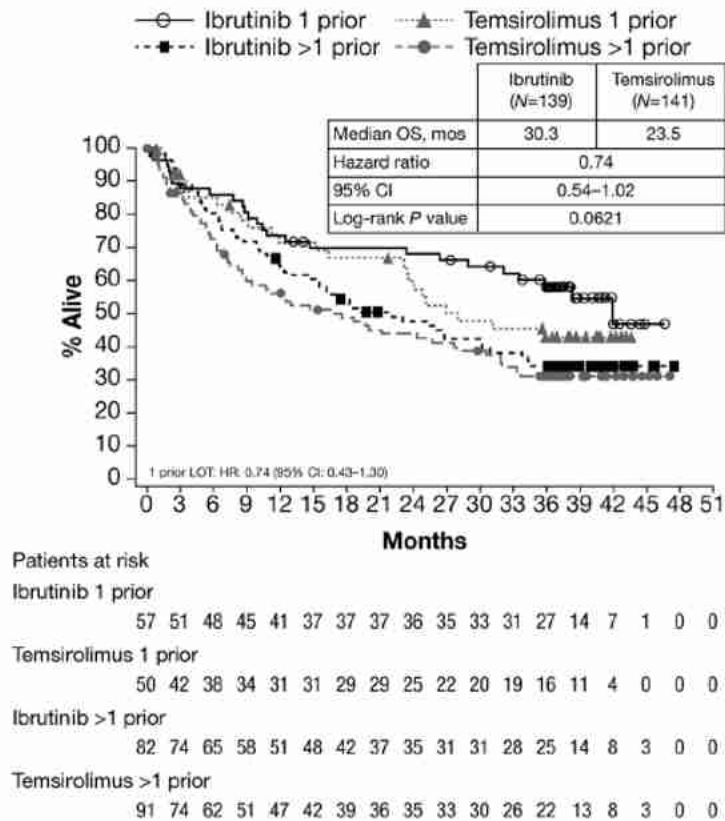 Ibrutinib 1 prior Temsirolimus 1 prior
Ibrutinib >1 prior Temsirolimus >1 prior
Ibrutinib (N=139) Temsirolimus (N=141)
Median OS, mos 30.3 23.5
Hazard ratio 0.74
95% CI 0.54–1.02
Log-rank P value 0.0621
% Alive
100
90
80
70
60
50
40
30
20
10
0
1 prior LOT: HR: 0.74 (95% CI: 0.43–1.30)
0 3 6 9 12 15 18 21 24 27 30 33 36 39 42 45 48 51
Months
Patients at risk
Ibrutinib 1 prior
57 51 48 45 41 37 37 37 36 35 33 31 27 14 7 1 0 0
Temsirolimus 1 prior
50 42 38 34 31 31 29 29 25 22 20 19 16 11 4 0 0 0
Ibrutinib >1 prior
82 74 65 58 51 48 42 37 35 31 31 28 25 14 8 3 0 0
Temsirolimus >1 prior
91 74 62 51 47 42 39 36 35 33 30 26 22 13 8 3 0 0